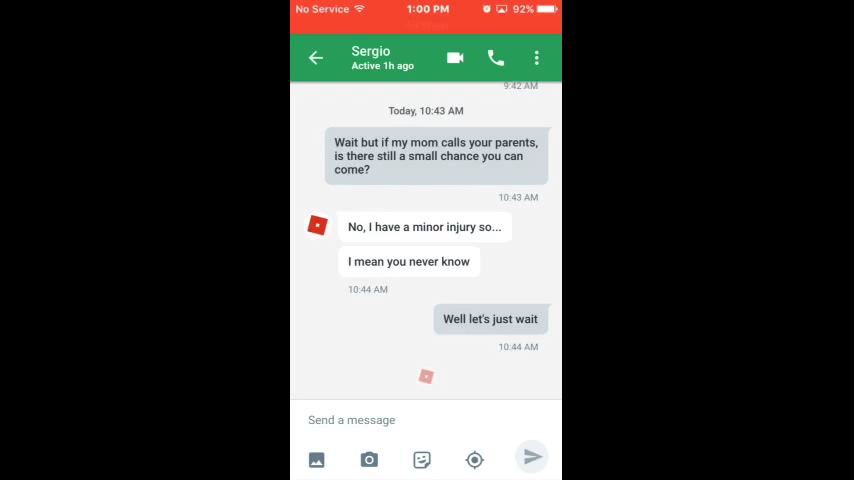 No Service 1:00 PM 92%
Sergio
Active 1h ago
9:42 AM
Today, 10:43 AM
Wait but if my mom calls your parents,
is there still a small chance you can
come?
10:43 AM
No, I have a minor injury so...
I mean you never know
10:44 AM
Well let's just wait
10:44 AM
Send a message